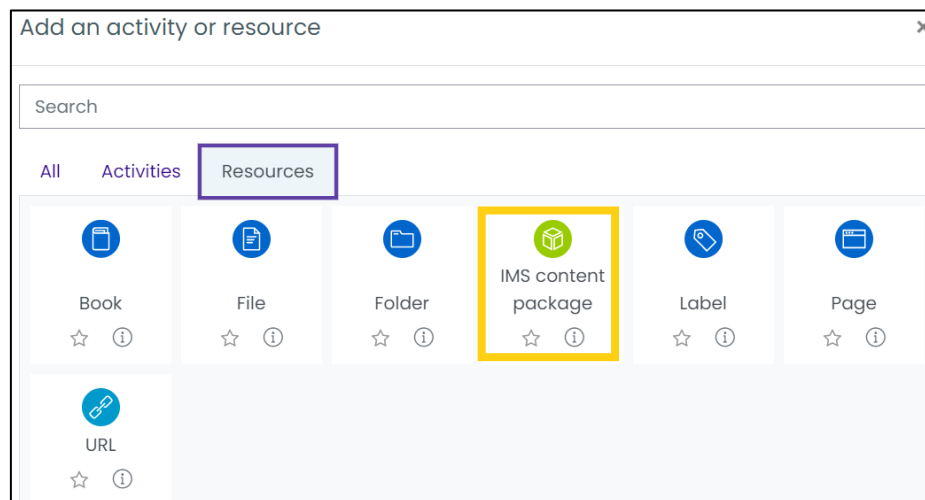 Add an activity or resource
×
Search
All Activities Resources
Book
File
Folder
IMS content
package
Label
Page
URL